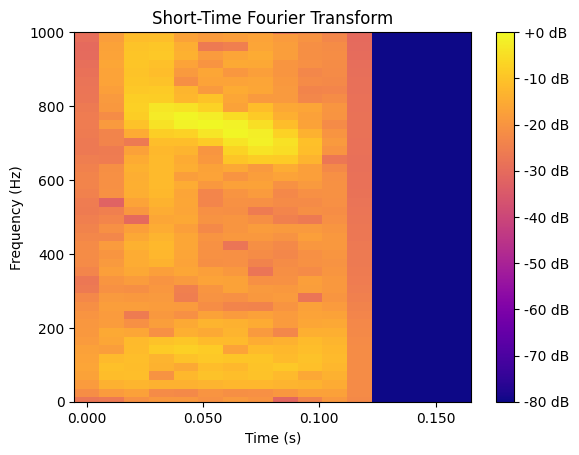 Short-Time Fourier Transform
Frequency (Hz)
1000
800
600
400
200
0
0.000
0.050
0.100
0.150
Time (s)
+0 dB
-10 dB
-20 dB
-30 dB
-40 dB
-50 dB
-60 dB
-70 dB
-80 dB